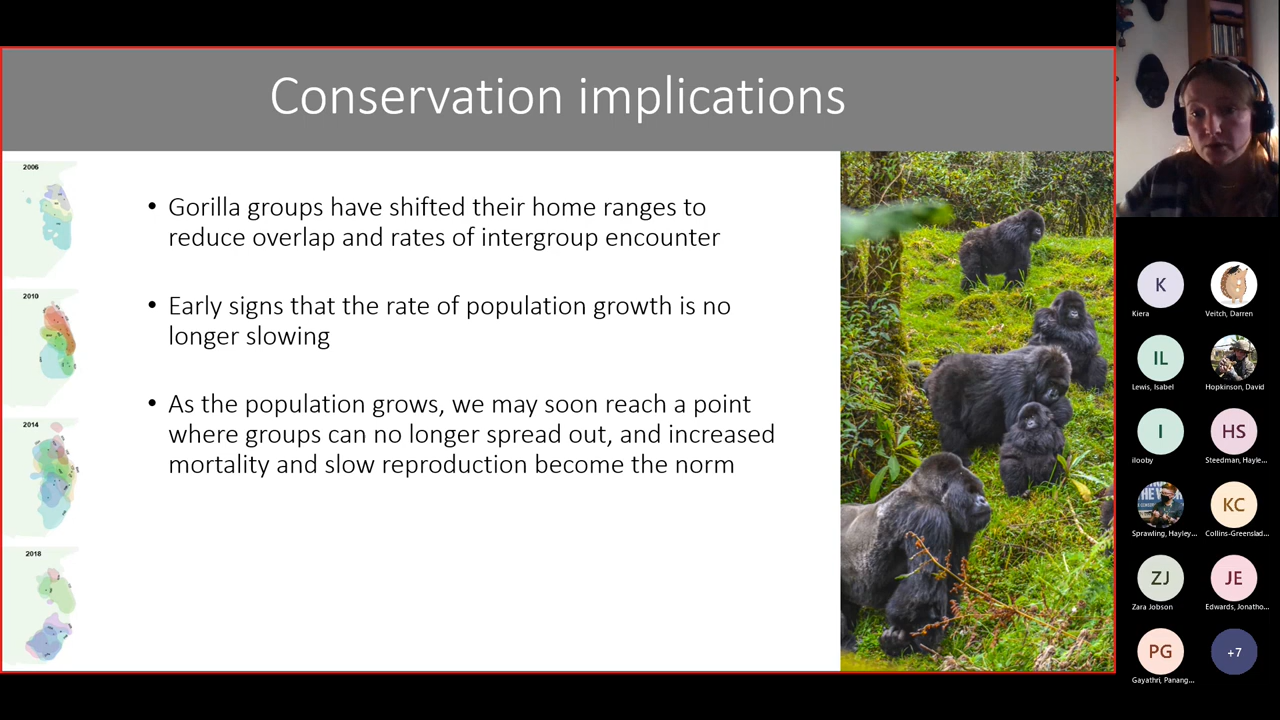 Conservation implications
2006
2010
2014
2018
• Gorilla groups have shifted their home ranges to
reduce overlap and rates of intergroup encounter
• Early signs that the rate of population growth is no
longer slowing
• As the population grows, we may soon reach a point
where groups can no longer spread out, and increased
mortality and slow reproduction become the norm
K
Kiera
Veitch, Darren
IL
Lewis, Isabel
Hopkinson, David
I
ilooby
HS
Steedman, Hayle...
Sprawling, Hayley...
KC
Collins-Greenslad...
ZJ
Zara Jobson
JE
Edwards, Jonatho...
PG
Gayathri, Panang...
+7